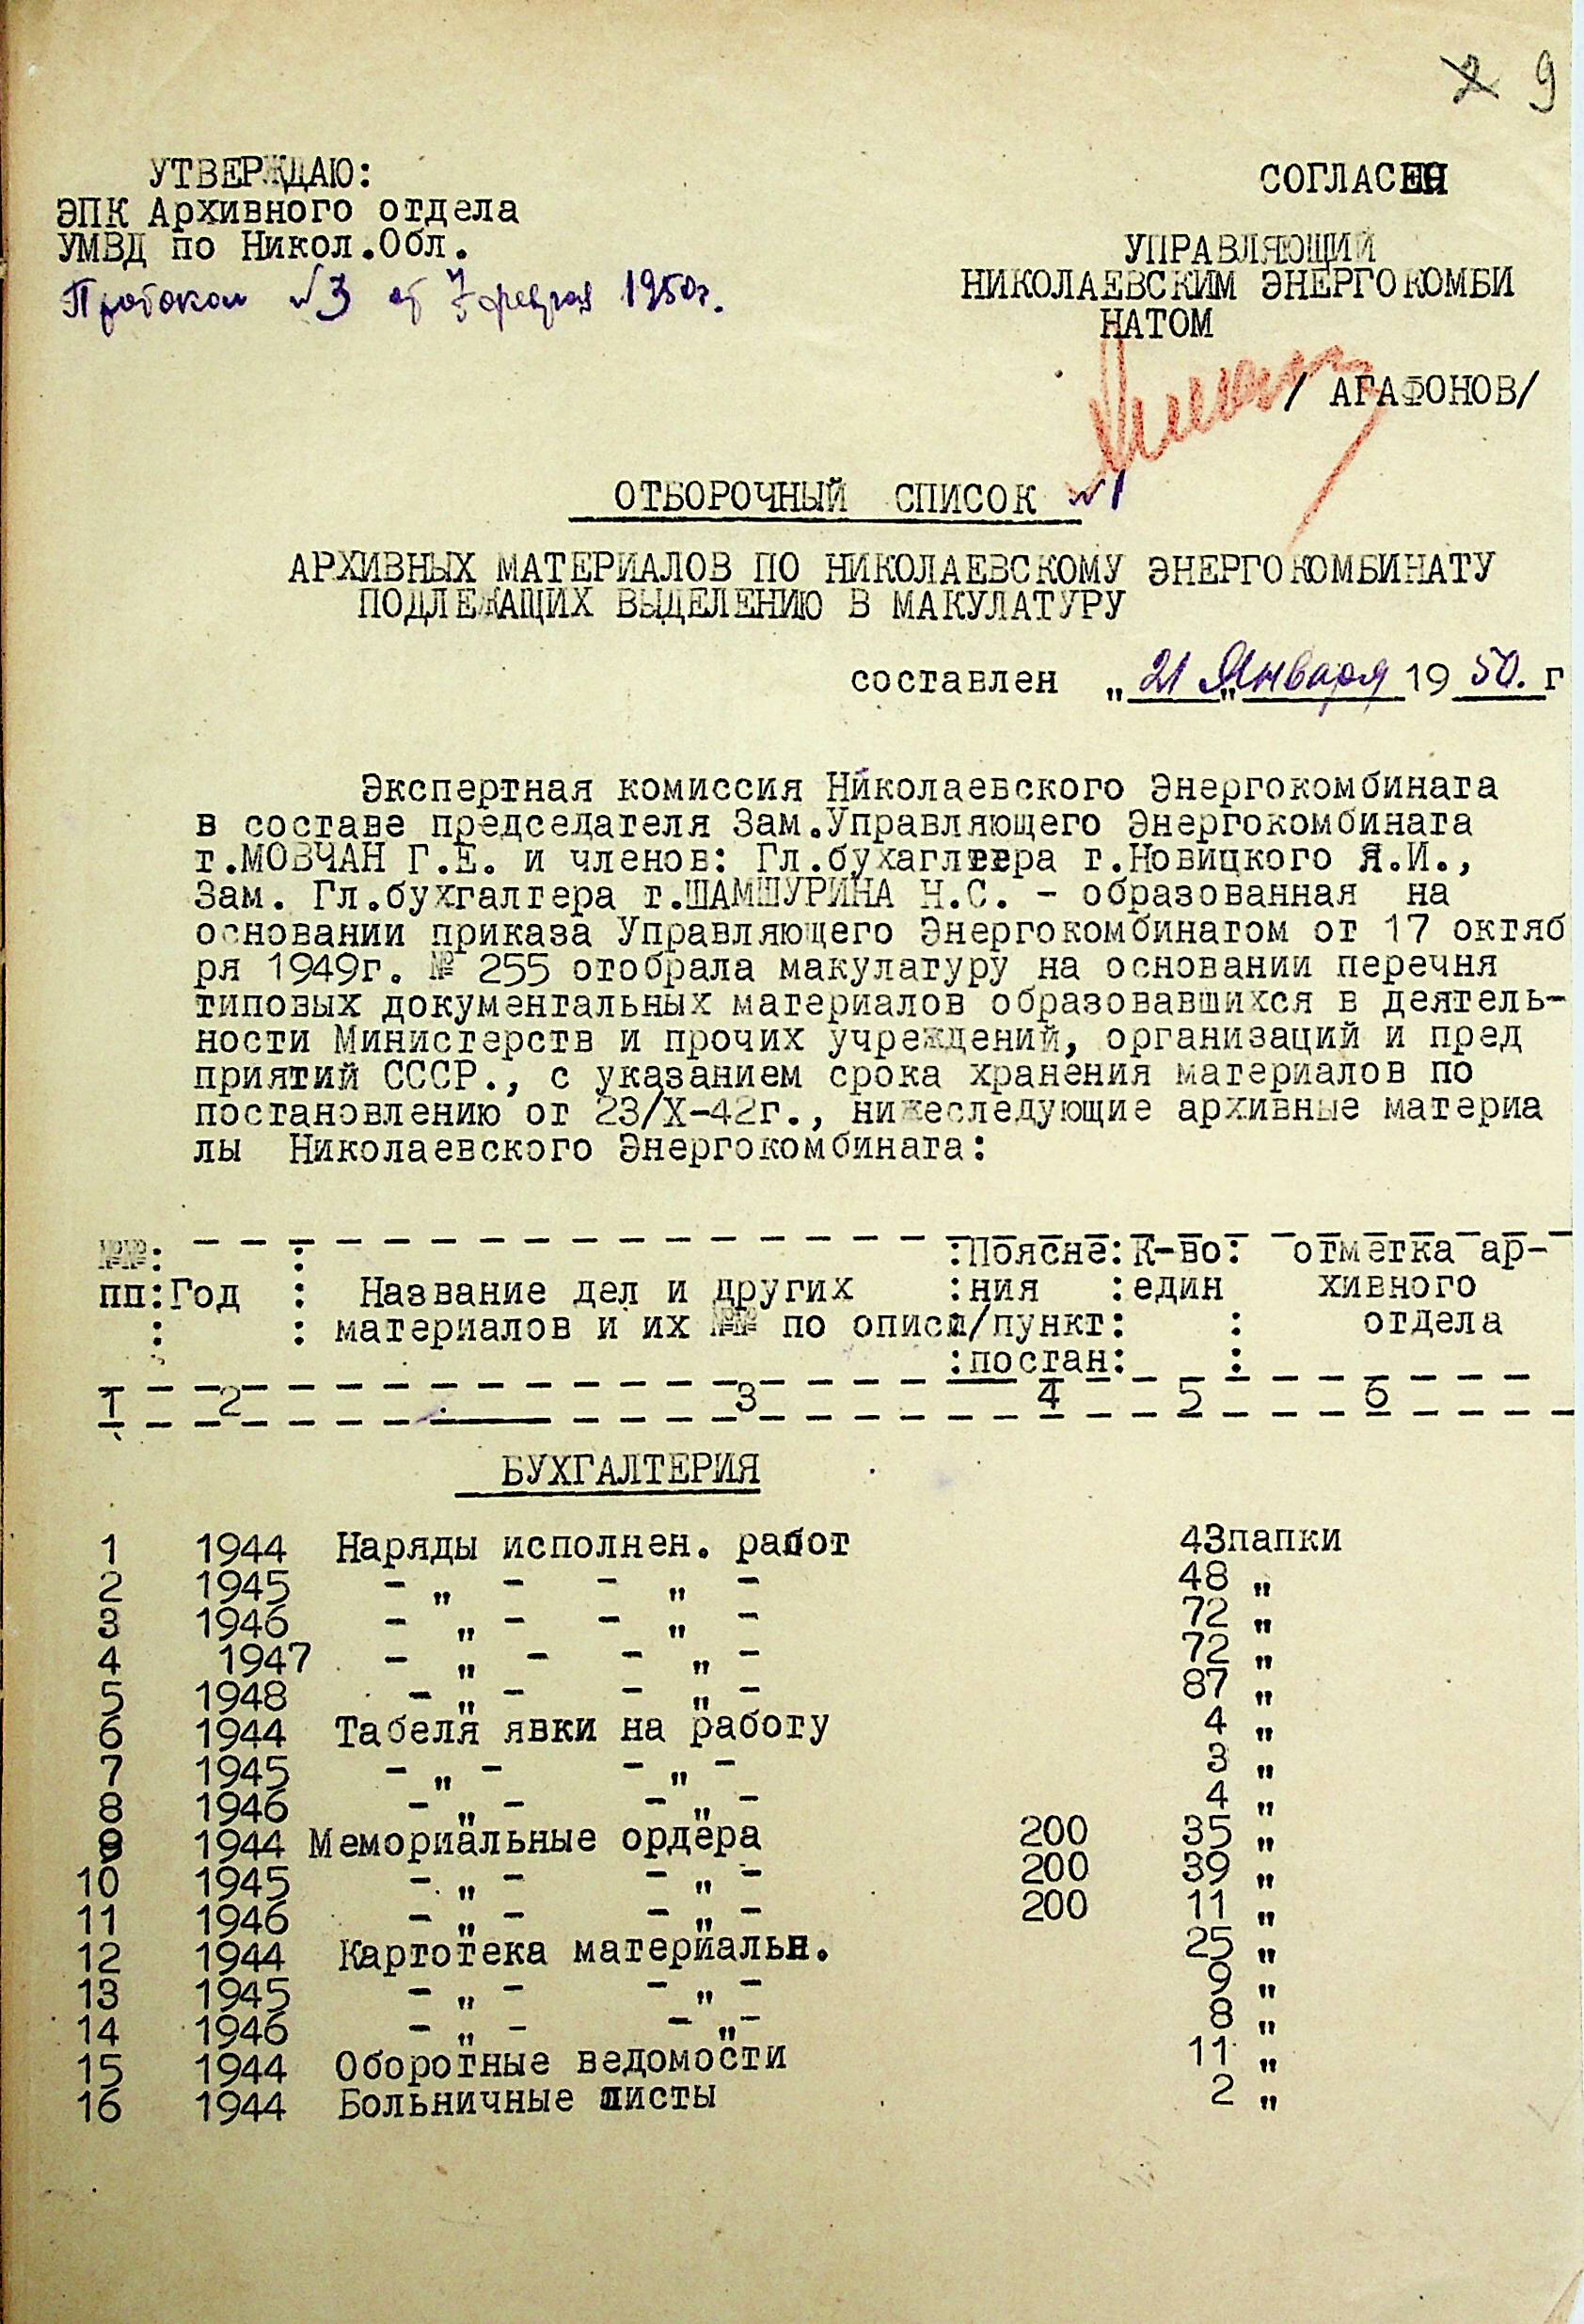 2 9
УТВЕРЖДАЮ:
ЭПК Архивного отдела
УМВД по Никол.Обл.
Протокол №3 от 7 февраля 1950г.
СОГЛАСЕН
УПРАВЛЯЮЩИЙ
НИКОЛАЕВСКИМ ЭНЕРГОКОМБИ
НАТОМ
/ АГАФОНОВ/
ОТБОРОЧНЫЙ СПИСОК №1
АРХИВНЫХ МАТЕРИАЛОВ ПО НИКОЛАЕВСКОМУ ЭНЕРГОКОМБИНАТУ
ПОДЛЕЖАЩИХ ВЫДЕЛЕНИЮ В МАКУЛАТУРУ
составлен „21 „Января 19 50. г
Экспертная комиссия Николаевского Энергокомбината
в составе председателя Зам.Управляющего Энергокомбината
т.МОВЧАН Г.Е. и членов: Гл.бухаглтера т.Новицкого Я.И.,
Зам. Гл.бухгалтера т.ШАМШУРИНА Н.С. - образованная на
основании приказа Управляющего Энергокомбинатом от 17 октяб
ря 1949г. № 255 отобрала макулатуру на основании перечня
типовых документальных материалов образовавшихся в деятель-
ности Министерств и прочих учреждений, организаций и пред
приятий СССР., с указанием срока хранения материалов по
постановлению от 23/X-42г., нижеследующие архивные материа
лы Николаевского Энергокомбината:
№№: : :Поясне:К-во: отметка ар-
пп:Год : Название дел и других :ния :един хивного
: : материалов и их №№ по описи/пункт: : отдела
:постан: :
1 2 3 4 5 6
БУХГАЛТЕРИЯ
1 1944 Наряды исполнен. работ 43папки
2 1945 - „ - - „ - 48 „
3 1946 - „ - - „ - 72 „
4 1947 - „ - - „ - 72 „
5 1948 - „ - - „ - 87 „
6 1944 Табеля явки на работу 4 „
7 1945 - „ - - „ - 3 „
8 1946 - „ - - „ - 4 „
9 1944 Мемориальные ордера 200 35 „
10 1945 - „ - - „ - 200 39 „
11 1946 - „ - - „ - 200 11 „
12 1944 Картотека материальн. 25 „
13 1945 - „ - - „ - 9 „
14 1946 - „ - - „- 8 „
15 1944 Оборотные ведомости 11 „
16 1944 Больничные листы 2 „